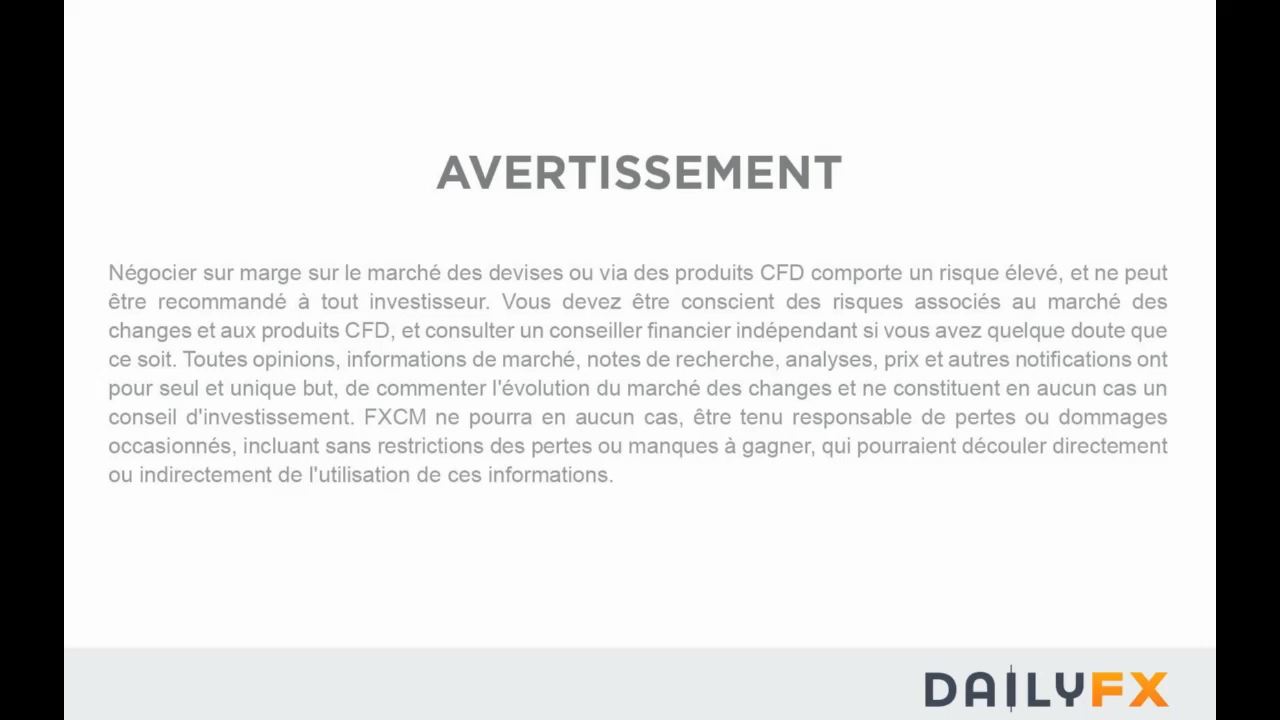 AVERTISSEMENT
Négocier sur marge sur le marché des devises ou via des produits CFD comporte un risque élevé, et ne peut
être recommandé à tout investisseur. Vous devez être conscient des risques associés au marché des
changes et aux produits CFD, et consulter un conseiller financier indépendant si vous avez quelque doute que
ce soit. Toutes opinions, informations de marché, notes de recherche, analyses, prix et autres notifications ont
pour seul et unique but, de commenter l'évolution du marché des changes et ne constituent en aucun cas un
conseil d'investissement. FXCM ne pourra en aucun cas, être tenu responsable de pertes ou dommages
occasionnés, incluant sans restrictions des pertes ou manques à gagner, qui pourraient découler directement
ou indirectement de l'utilisation de ces informations.
DAILYFX